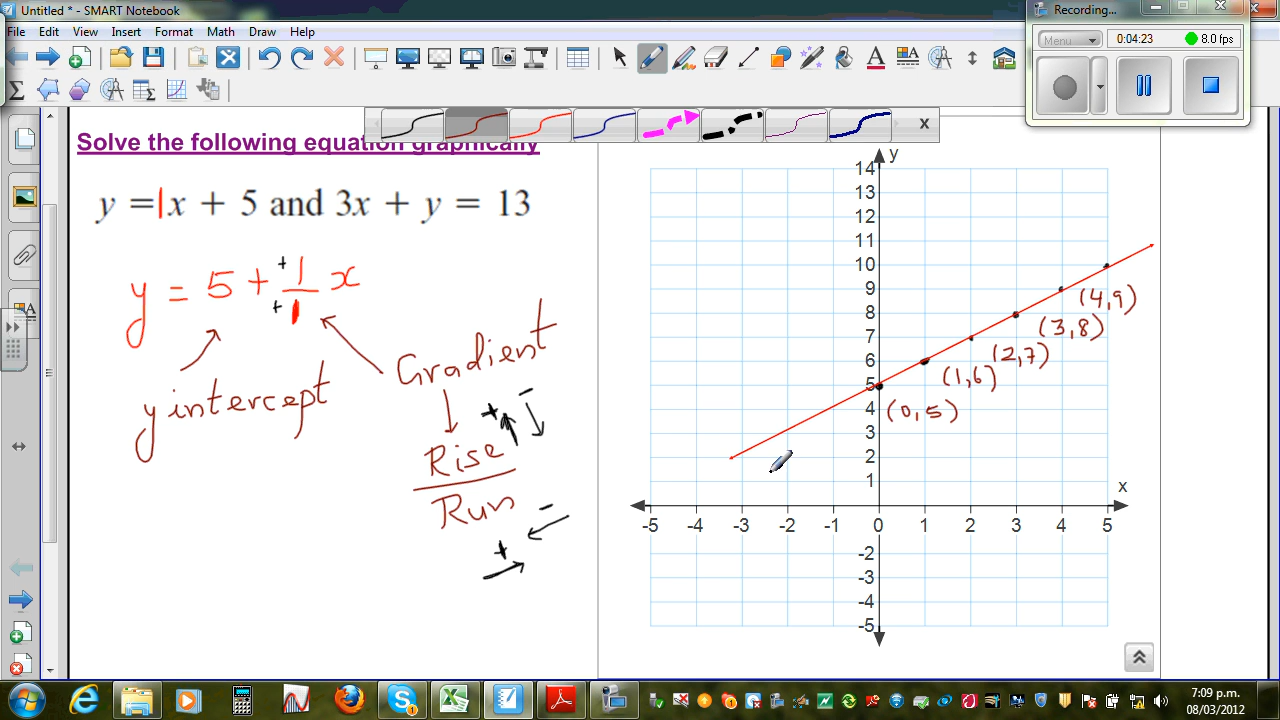 Untitled * - SMART Notebook
Recording...
File Edit View Insert Format Math Draw Help
Menu
0:04:23
8.0 fps
x
Solve the following equation graphically
y =1x + 5 and 3x + y = 13
y = 5 + +1/+1 x
y intercept
Gradient
+ -
Rise
Run
-
+
y
14
13
12
11
10
9
8
7
6
5
4
3
2
1
-2
-3
-4
-5
x
-5 -4 -3 -2 -1 0 1 2 3 4 5
(4,9)
(3,8)
(2,7)
(1,6)
(0,5)
7:09 p.m.
08/03/2012